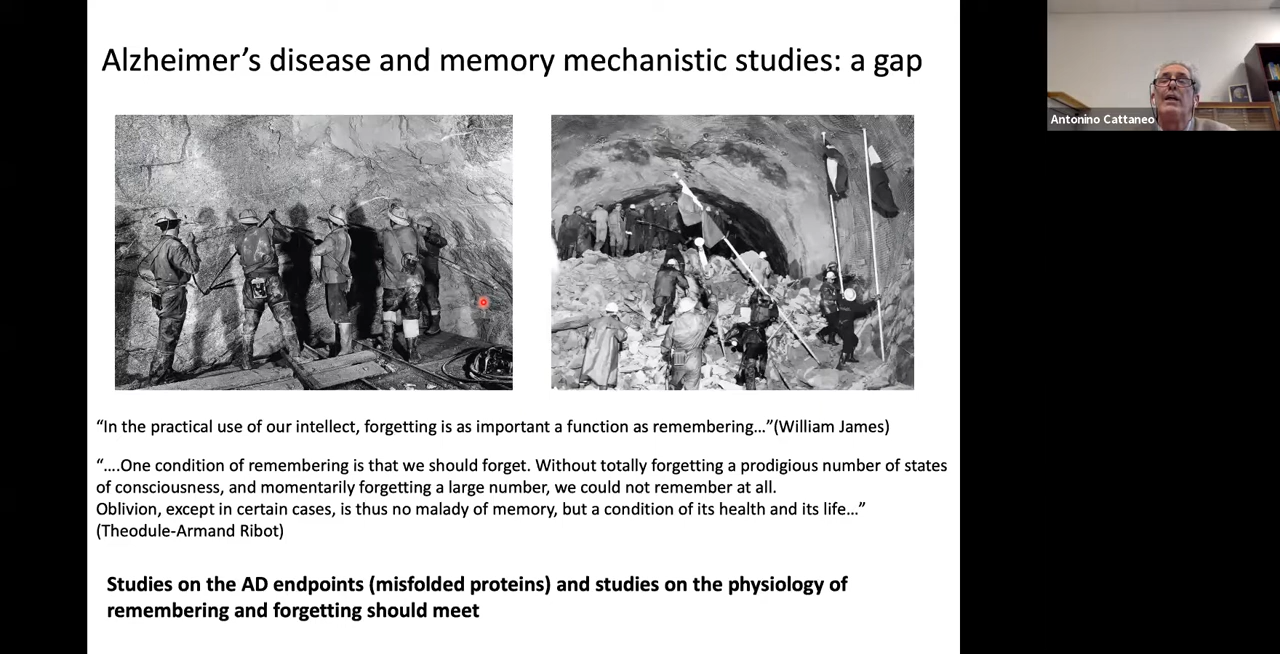 Alzheimer’s disease and memory mechanistic studies: a gap
Antonino Cattaneo
“In the practical use of our intellect, forgetting is as important a function as remembering…”(William James)
“….One condition of remembering is that we should forget. Without totally forgetting a prodigious number of states
of consciousness, and momentarily forgetting a large number, we could not remember at all.
Oblivion, except in certain cases, is thus no malady of memory, but a condition of its health and its life…”
(Theodule-Armand Ribot)
Studies on the AD endpoints (misfolded proteins) and studies on the physiology of
remembering and forgetting should meet